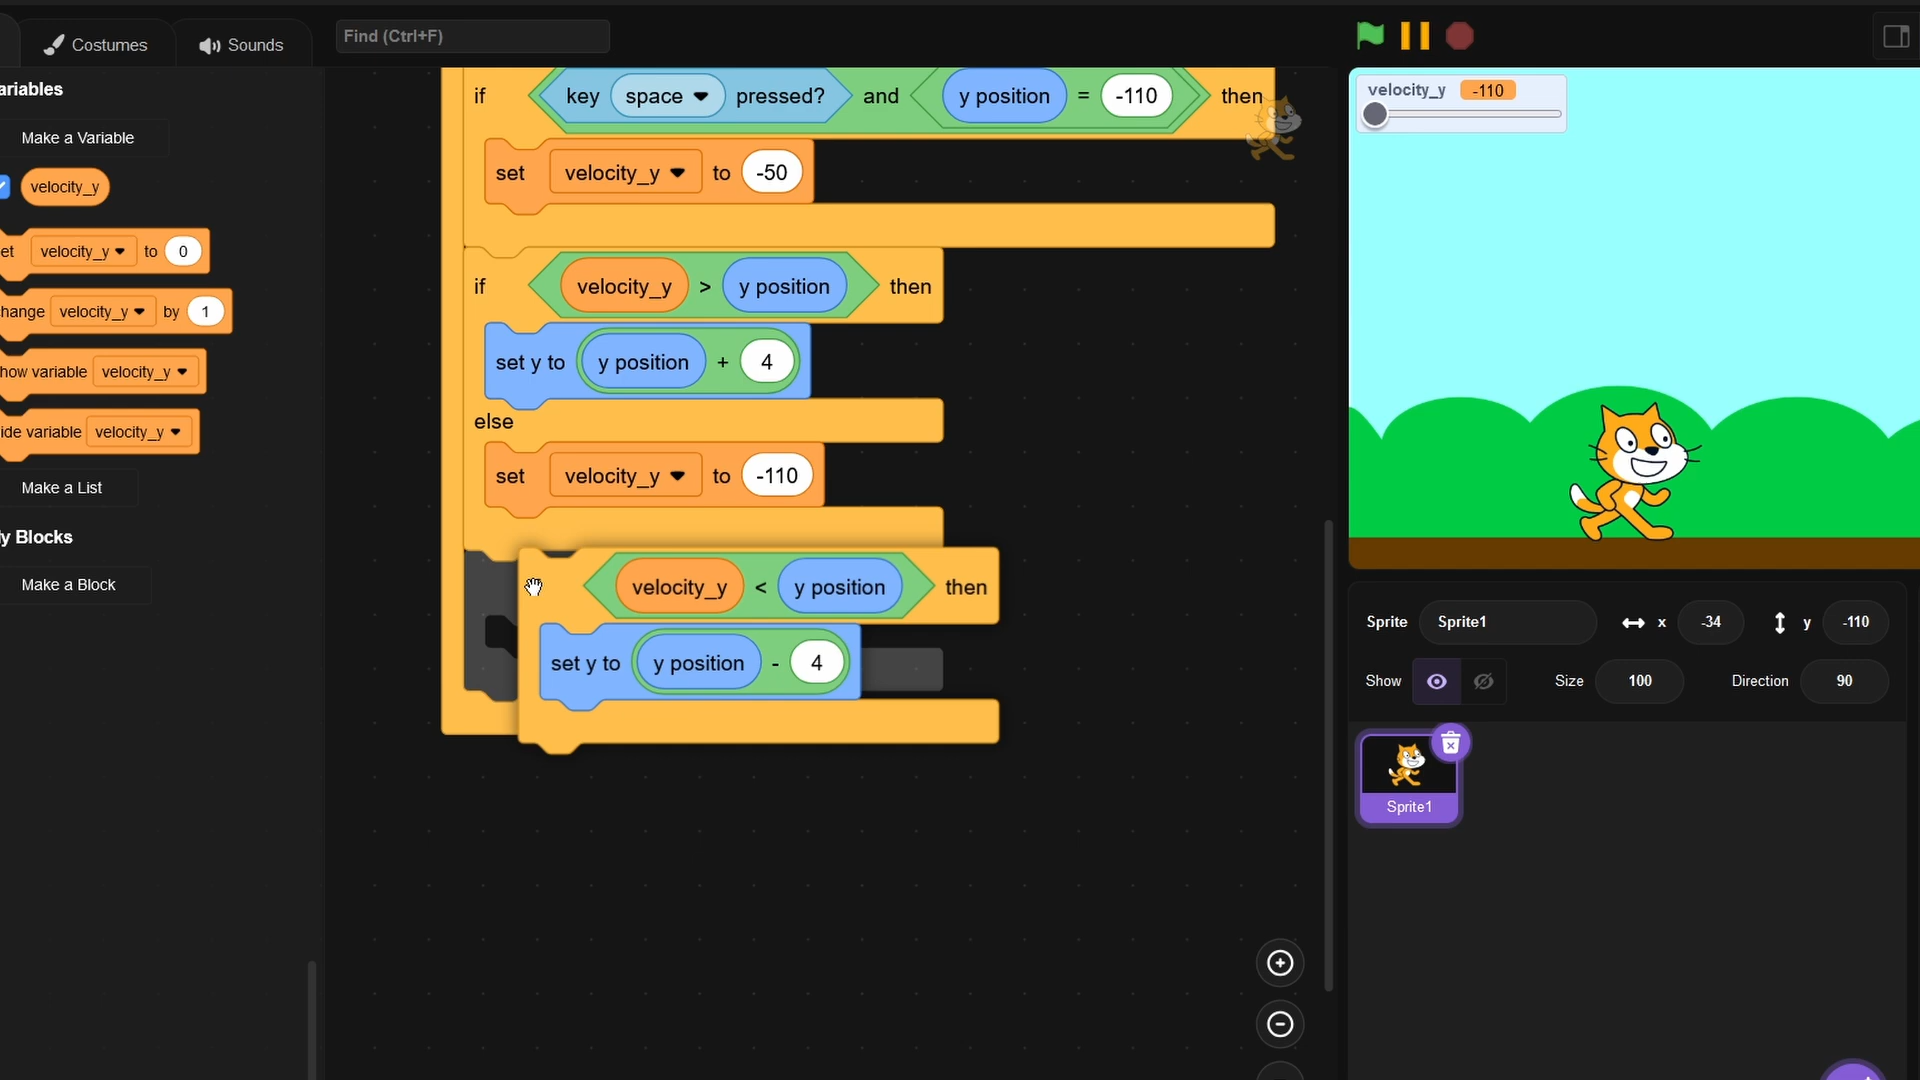 Costumes
Sounds
Find (Ctrl+F)
ariables
Make a Variable
velocity_y
et velocity_y to 0
hange velocity_y by 1
how variable velocity_y
ide variable velocity_y
Make a List
y Blocks
Make a Block
if key space pressed? and y position = -110 then
set velocity_y to -50
if velocity_y > y position then
set y to y position + 4
else
set velocity_y to -110
velocity_y < y position then
set y to y position - 4
velocity_y -110
Sprite Sprite1 x -34 y -110
Show Size 100 Direction 90
Sprite1